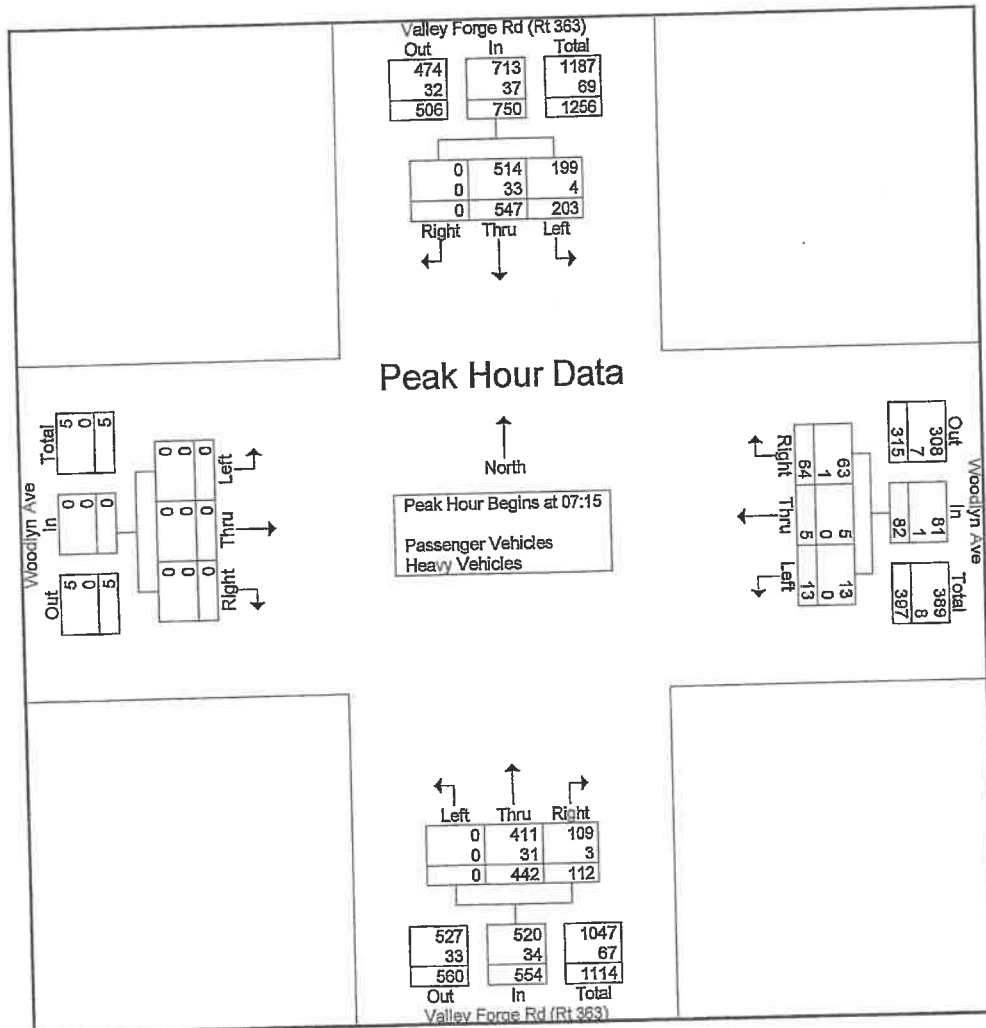 Valley Forge Rd (Rt 363)
Out In Total
474 713 1187
32 37 69
506 750 1256
0 514 199
0 33 4
0 547 203
Right Thru Left
Peak Hour Data
North
Peak Hour Begins at 07:15
Passenger Vehicles
Heavy Vehicles
Woodlyn Ave
Total In Out
5 0 5
0 0 0
5 0 5
Left Thru Right
0 0 0
0 0 0
0 0 0
Woodlyn Ave
Out In Total
308 81 389
7 1 8
315 82 397
63 5 13
1 0 0
64 5 13
Right Thru Left
Left Thru Right
0 411 109
0 31 3
0 442 112
527 520 1047
33 34 67
560 554 1114
Out In Total
Valley Forge Rd (Rt 363)